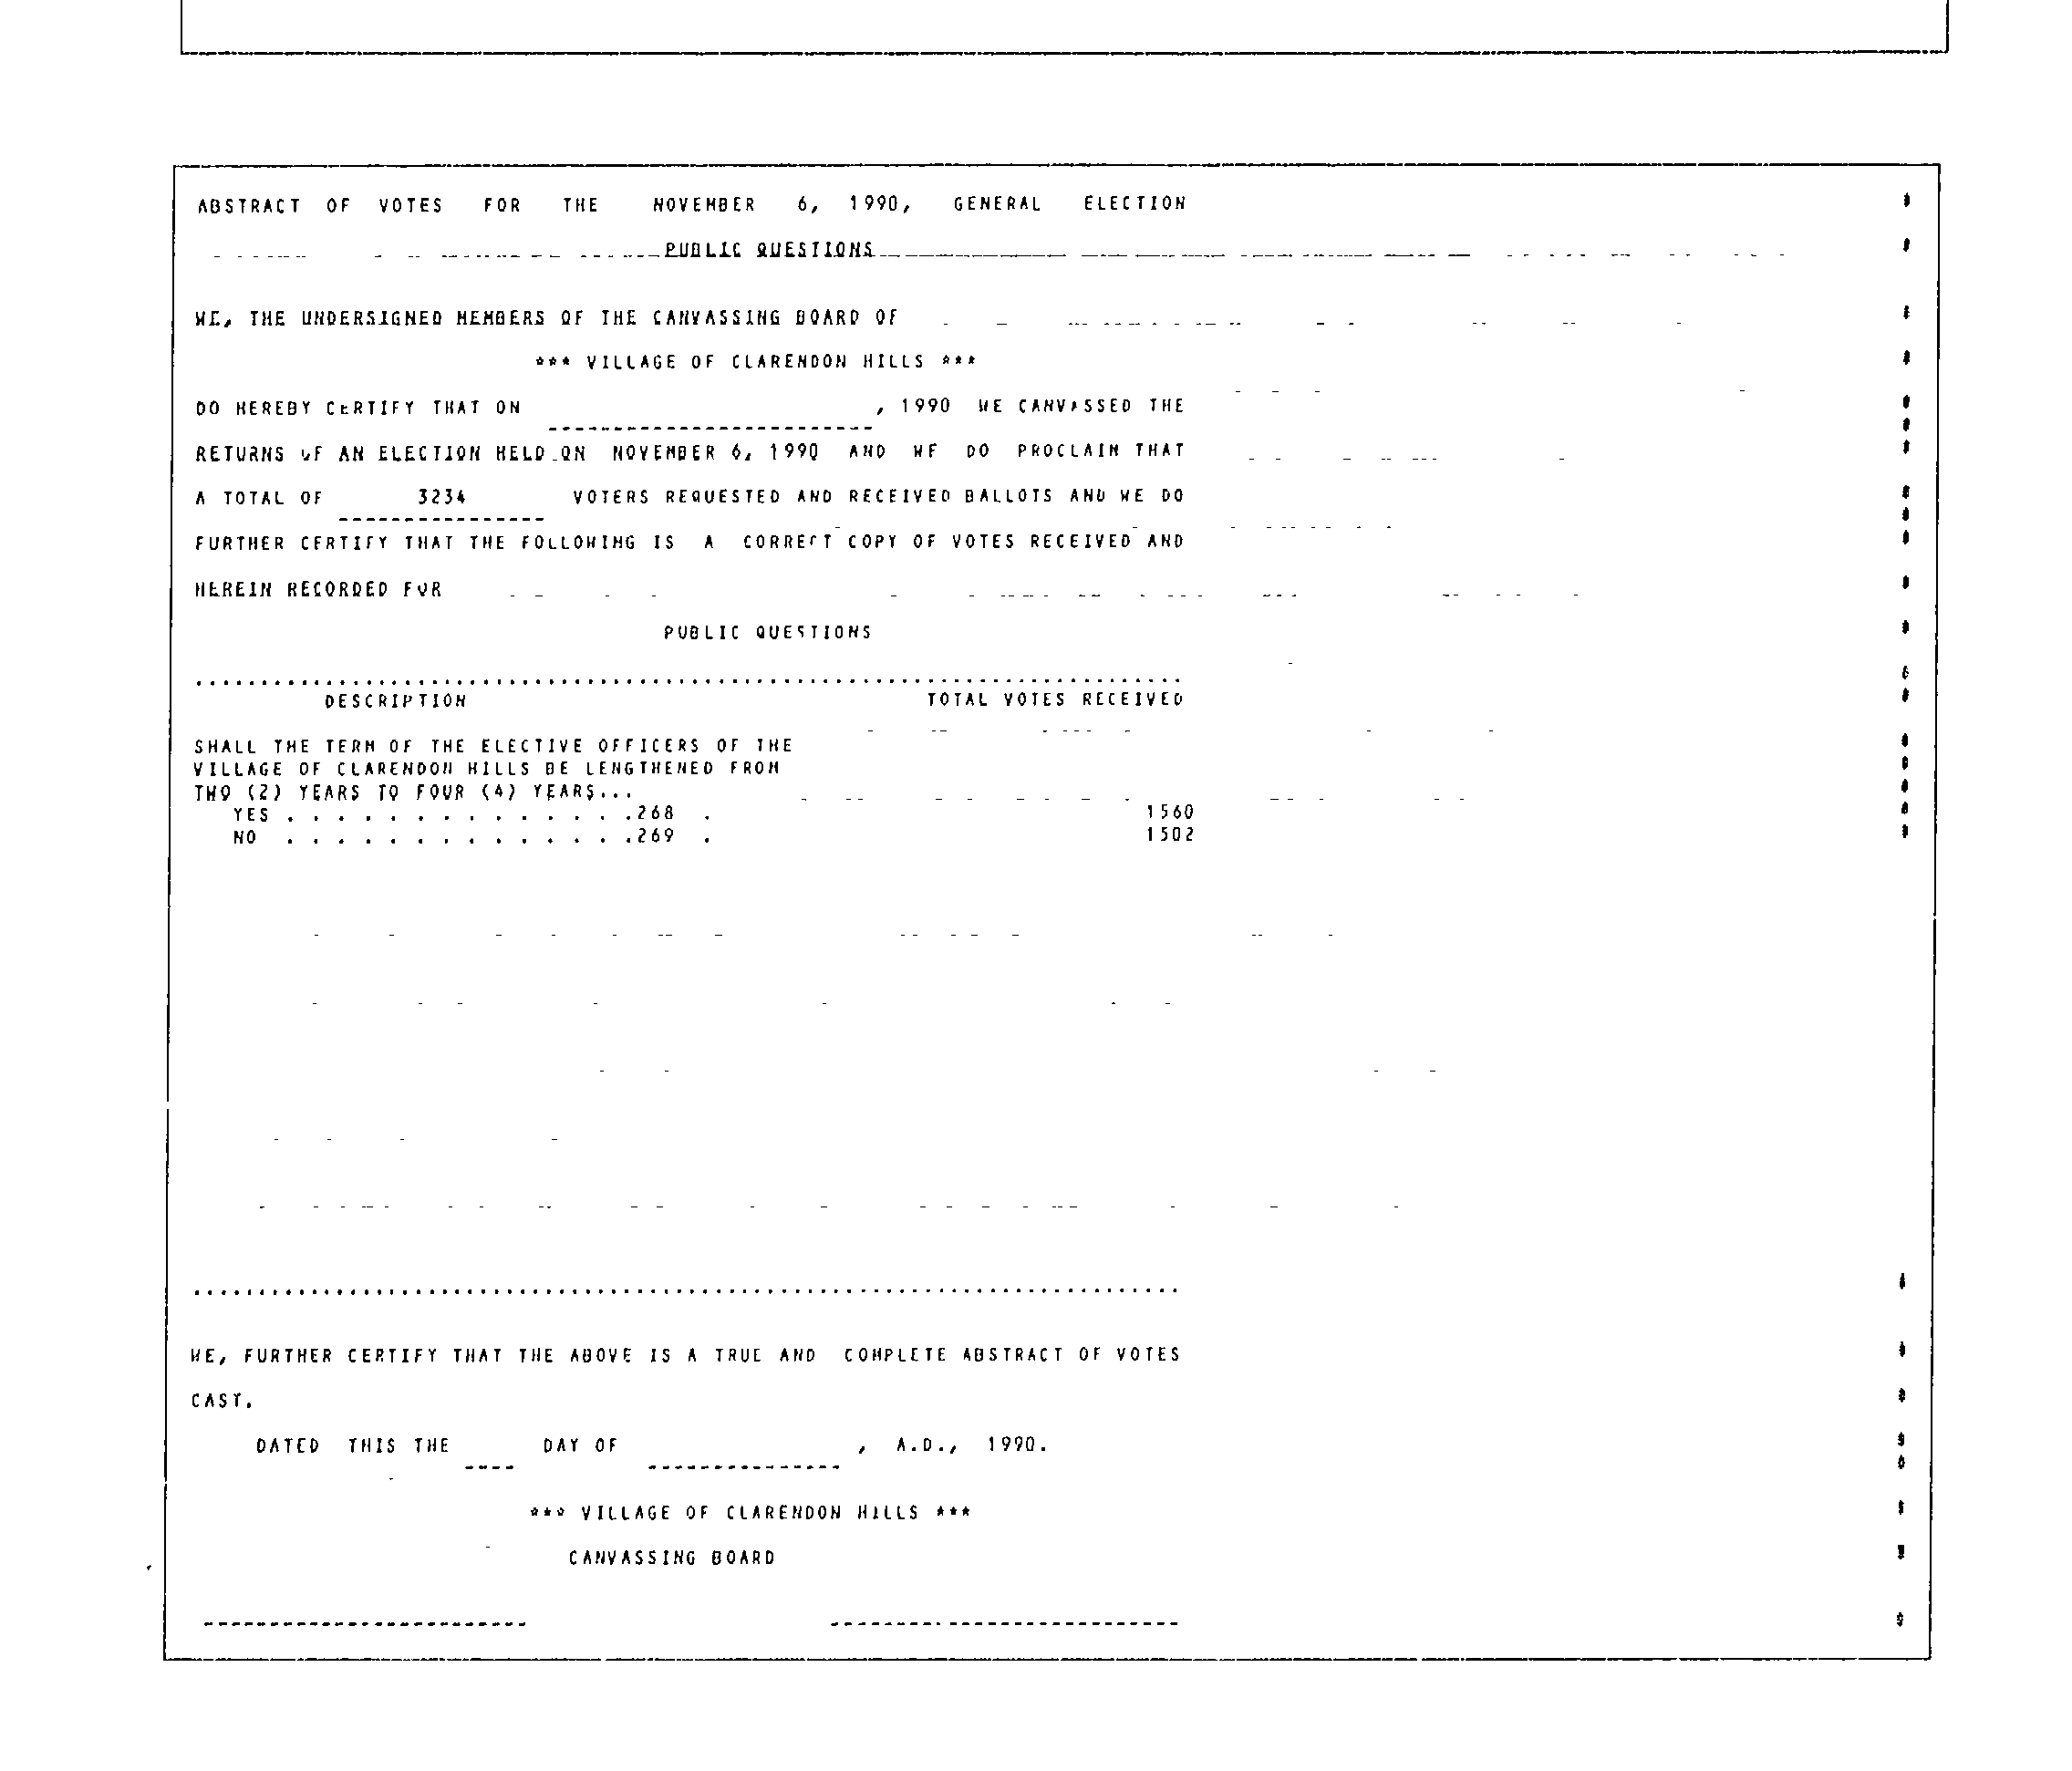 ABSTRACT OF VOTES FOR THE NOVEMBER 6, 1990, GENERAL ELECTION
PUBLIC QUESTIONS
WE, THE UNDERSIGNED MEMBERS OF THE CANVASSING BOARD OF
*** VILLAGE OF CLARENDON HILLS ***
DO HEREBY CERTIFY THAT ON , 1990 WE CANVASSED THE
RETURNS OF AN ELECTION HELD ON NOVEMBER 6, 1990 AND WE DO PROCLAIM THAT
A TOTAL OF 3234 VOTERS REQUESTED AND RECEIVED BALLOTS AND WE DO
FURTHER CERTIFY THAT THE FOLLOWING IS A CORRECT COPY OF VOTES RECEIVED AND
HEREIN RECORDED FOR
PUBLIC QUESTIONS
DESCRIPTION TOTAL VOTES RECEIVED
SHALL THE TERM OF THE ELECTIVE OFFICERS OF THE
VILLAGE OF CLARENDON HILLS BE LENGTHENED FROM
TWO (2) YEARS TO FOUR (4) YEARS...
YES . . . . . . . . . . . . . .268 . 1560
NO . . . . . . . . . . . . . .269 . 1502
WE, FURTHER CERTIFY THAT THE ABOVE IS A TRUE AND COMPLETE ABSTRACT OF VOTES
CAST.
DATED THIS THE ---- DAY OF --------------- , A.D., 1990.
*** VILLAGE OF CLARENDON HILLS ***
CANVASSING BOARD